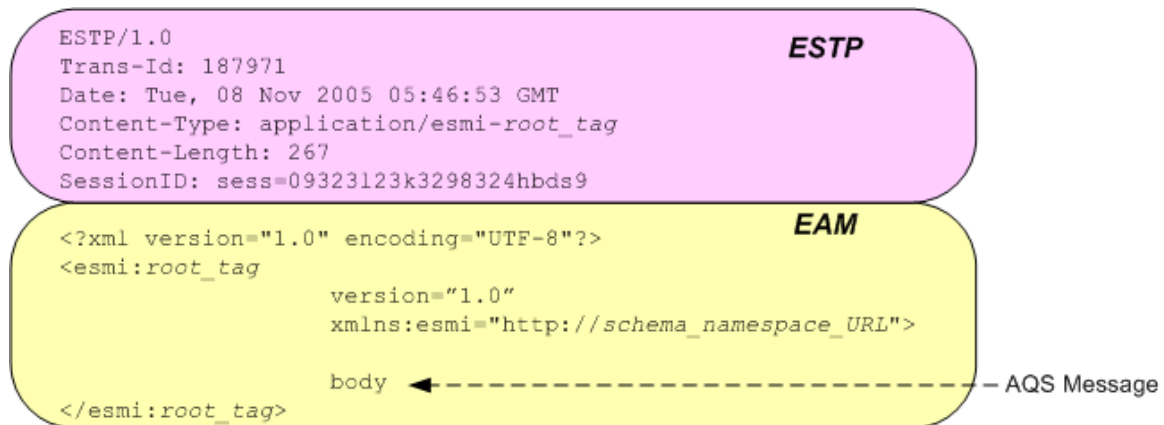 ESTP/1.0
ESTP
Trans-Id: 187971
Date: Tue, 08 Nov 2005 05:46:53 GMT
Content-Type: application/esmi-root_tag
Content-Length: 267
SessionID: sess=09323123k3298324hbds9
EAM
<?xml version="1.0" encoding="UTF-8"?>
<esmi:root_tag
version="1.0"
xmlns:esmi="http://schema_namespace_URL">
body
AQS Message
</esmi:root_tag>